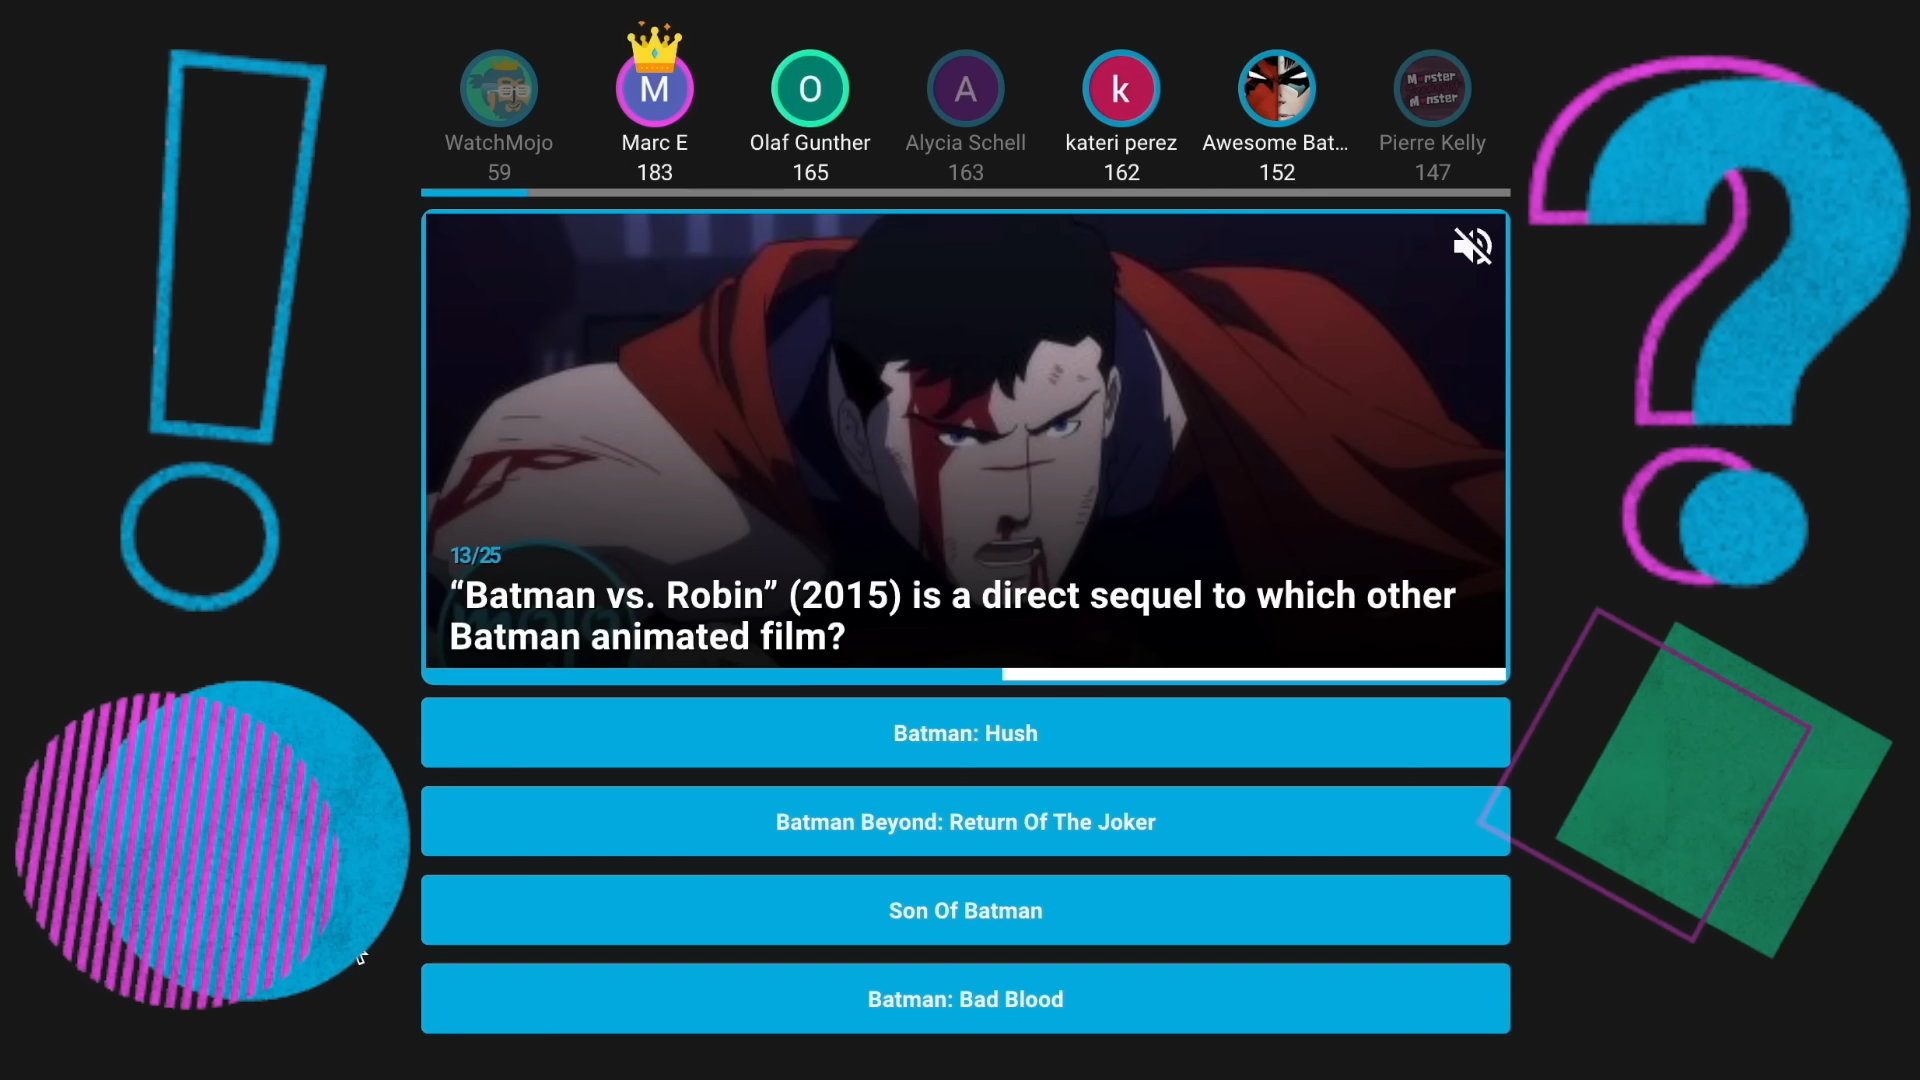 M
O
A
k
M nster
M nster
WatchMojo
Marc E
Olaf Gunther
Alycia Schell
kateri perez
Awesome Bat...
Pierre Kelly
59
183
165
163
162
152
147
13/25
“Batman vs. Robin” (2015) is a direct sequel to which other
Batman animated film?
Batman: Hush
Batman Beyond: Return Of The Joker
Son Of Batman
Batman: Bad Blood